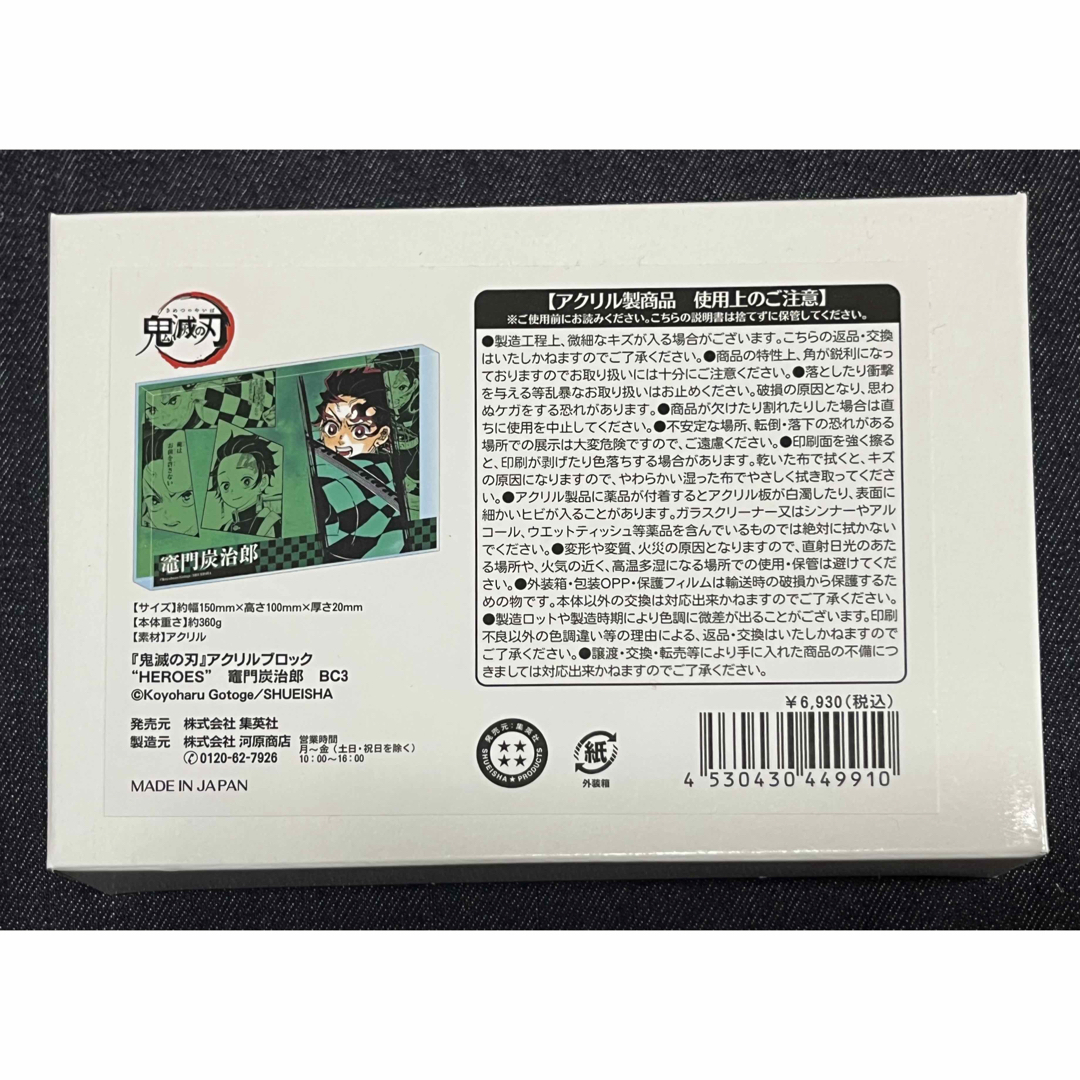 きめつのやいば
鬼滅の刃
俺は
お前を許さない
竈門炭治郎
【サイズ】約幅150mm×高さ100mm×厚さ20mm
【本体重さ】約360g
【素材】アクリル
『鬼滅の刃』アクリルブロック
“HEROES” 竈門炭治郎 BC3
©Koyoharu Gotoge／SHUEISHA
発売元 株式会社 集英社
製造元 株式会社 河原商店
0120-62-7926
営業時間
月～金（土日・祝日を除く）
10：00～16：00
MADE IN JAPAN
【アクリル製商品 使用上のご注意】
※ご使用前にお読みください。こちらの説明書は捨てずに保管してください。
●製造工程上、微細なキズが入る場合がございます。こちらの返品・交換
はいたしかねますのでご了承ください。●商品の特性上、角が鋭利になっ
ておりますのでお取り扱いには十分にご注意ください。●落としたり衝撃
を与える等乱暴なお取り扱いはお止めください。破損の原因となり、思わ
ぬケガをする恐れがあります。●商品が欠けたり割れたりした場合は直
ちに使用を中止してください。●不安定な場所、転倒・落下の恐れがある
場所での展示は大変危険ですので、ご遠慮ください。●印刷面を強く擦る
と、印刷が剥げたり色落ちする場合があります。乾いた布で拭くと、キズ
の原因になりますので、やわらかい湿った布でやさしく拭き取ってくださ
い。●アクリル製品に薬品が付着するとアクリル板が白濁したり、表面に
細かいヒビが入ることがあります。ガラスクリーナー又はシンナーやアル
コール、ウエットティッシュ等薬品を含んでいるものでは絶対に拭かない
でください。●変形や変質、火災の原因となりますので、直射日光のあた
る場所や、火気の近く、高温多湿になる場所での使用・保管は避けてください。
●外装箱・包装OPP・保護フィルムは輸送時の破損から保護するた
めの物です。本体以外の交換は対応出来かねますのでご了承ください。
●製造ロットや製造時期により色調に微差が出ることがございます。印刷
不良以外の色調違い等の理由による、返品・交換はいたしかねますので
ご了承ください。●譲渡・交換・転売等により手に入れた商品の不備につ
きましては対応出来かねますのでご了承ください。
￥6,930（税込）
発売元：集英社
SHUEISHA PRODUCTS
紙
外装箱
4 530430 449910